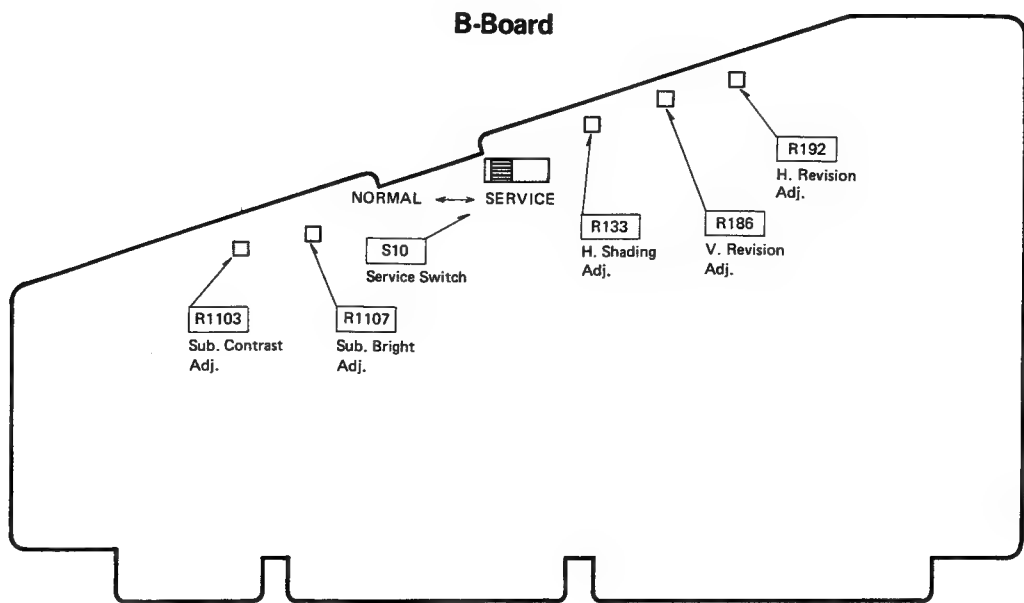 B-Board
R192
H. Revision
Adj.
NORMAL ↔ SERVICE
R133
H. Shading
Adj.
R186
V. Revision
Adj.
S10
Service Switch
R1103
Sub. Contrast
Adj.
R1107
Sub. Bright
Adj.